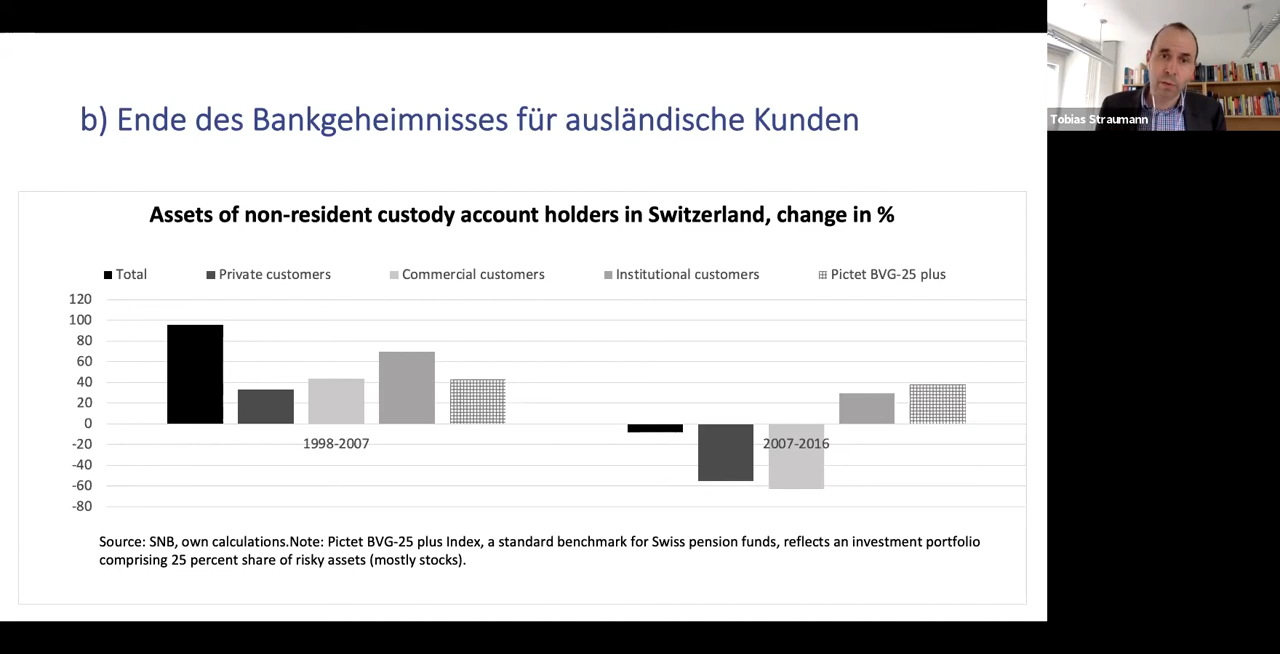 b) Ende des Bankgeheimnisses für ausländische Kunden
Tobias Straumann
Assets of non-resident custody account holders in Switzerland, change in %
Total Private customers Commercial customers Institutional customers Pictet BVG-25 plus
120
100
80
60
40
20
0
-20
-40
-60
-80
1998-2007 2007-2016
Source: SNB, own calculations.Note: Pictet BVG-25 plus Index, a standard benchmark for Swiss pension funds, reflects an investment portfolio
comprising 25 percent share of risky assets (mostly stocks).